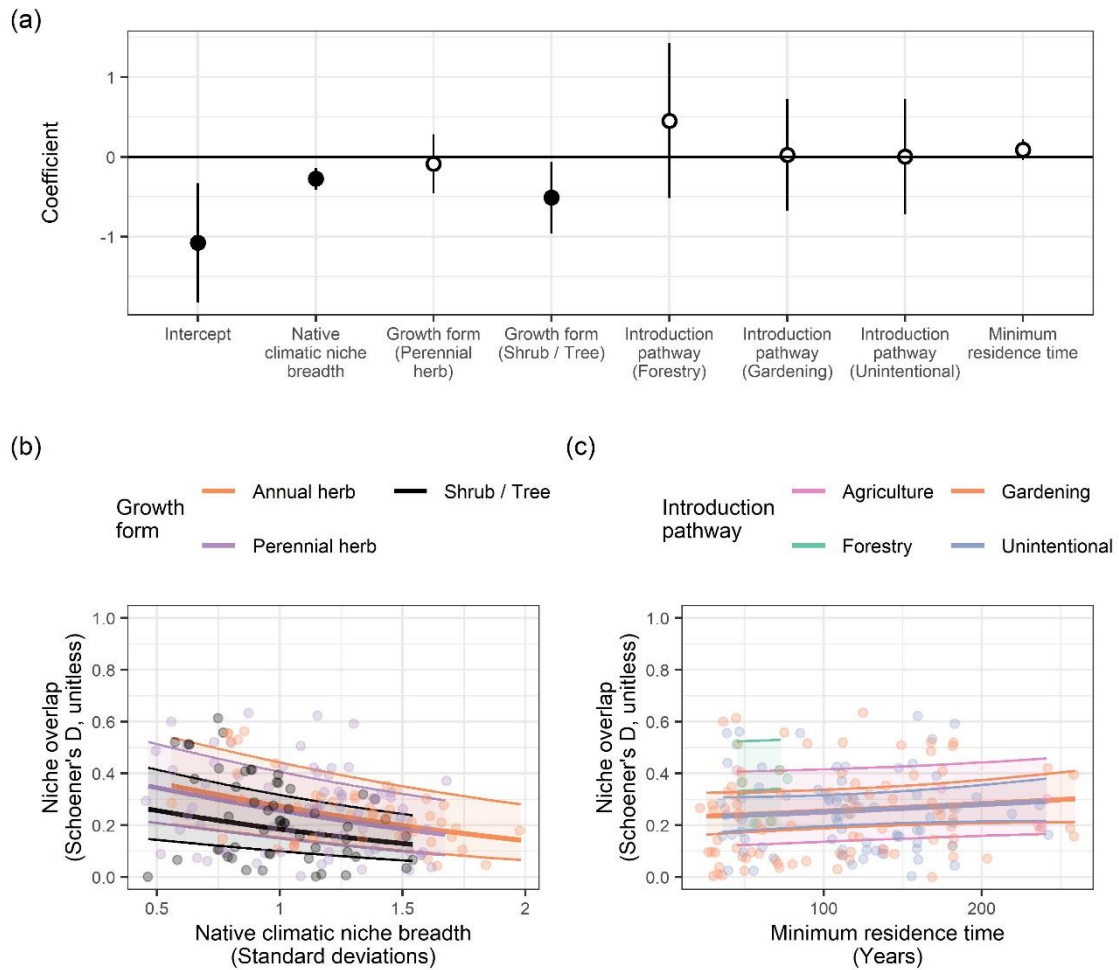 (a)
1
0
-1
Coefficient
Intercept
Native
climatic niche
breadth
Growth form
(Perennial
herb)
Growth form
(Shrub / Tree)
Introduction
pathway
(Forestry)
Introduction
pathway
(Gardening)
Introduction
pathway
(Unintentional)
Minimum
residence time
(b)
Growth
form
Annual herb
Shrub / Tree
Perennial herb
1.0
0.8
0.6
0.4
0.2
0.0
Niche overlap
(Schoener's D, unitless)
0.5
1
1.5
2
Native climatic niche breadth
(Standard deviations)
(c)
Introduction
pathway
Agriculture
Gardening
Forestry
Unintentional
1.0
0.8
0.6
0.4
0.2
0.0
Niche overlap
(Schoener's D, unitless)
100
200
Minimum residence time
(Years)